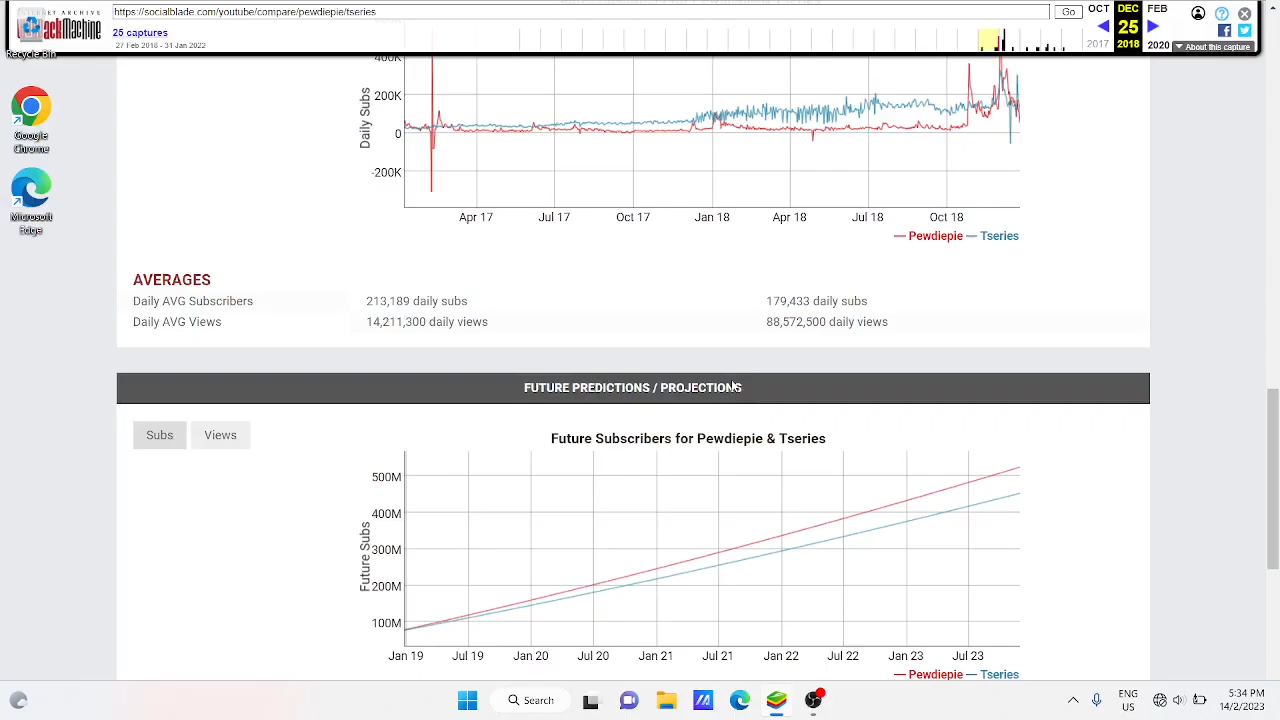 INTERNET ARCHIVE
https://socialblade.com/youtube/compare/pewdiepie/tseries
Go
OCT DEC FEB
ackMachine
26 captures
27 Feb 2018 - 31 Jan 2022
25
2017 2018 2020
About this capture
Recycle Bin
Google
Chrome
Microsoft
Edge
400K
200K
0
-200K
Daily Subs
Apr 17 Jul 17 Oct 17 Jan 18 Apr 18 Jul 18 Oct 18
Pewdiepie Tseries
AVERAGES
Daily AVG Subscribers 213,189 daily subs 179,433 daily subs
Daily AVG Views 14,211,300 daily views 88,572,500 daily views
FUTURE PREDICTIONS / PROJECTIONS
Subs Views
Future Subscribers for Pewdiepie & Tseries
500M
400M
300M
200M
100M
Future Subs
Jan 19 Jul 19 Jan 20 Jul 20 Jan 21 Jul 21 Jan 22 Jul 22 Jan 23 Jul 23
Pewdiepie Tseries
Search
ENG
US
5:34 PM
14/2/2023